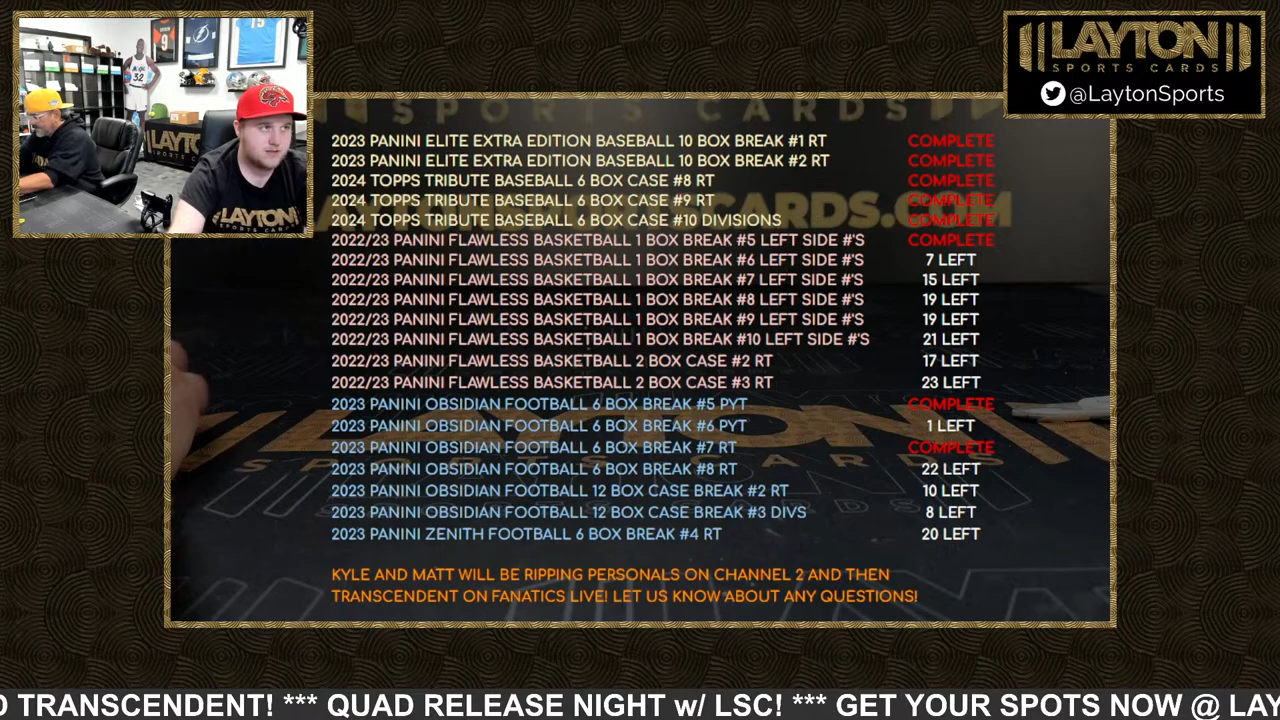 LAYTON
SPORTS CARDS
@LaytonSports
SPORTS CARDS
2023 PANINI ELITE EXTRA EDITION BASEBALL 10 BOX BREAK #1 RT COMPLETE
2023 PANINI ELITE EXTRA EDITION BASEBALL 10 BOX BREAK #2 RT COMPLETE
2024 TOPPS TRIBUTE BASEBALL 6 BOX CASE #8 RT COMPLETE
2024 TOPPS TRIBUTE BASEBALL 6 BOX CASE #9 RT COMPLETE
2024 TOPPS TRIBUTE BASEBALL 6 BOX CASE #10 DIVISIONS COMPLETE
2022/23 PANINI FLAWLESS BASKETBALL 1 BOX BREAK #5 LEFT SIDE #'S COMPLETE
2022/23 PANINI FLAWLESS BASKETBALL 1 BOX BREAK #6 LEFT SIDE #'S 7 LEFT
2022/23 PANINI FLAWLESS BASKETBALL 1 BOX BREAK #7 LEFT SIDE #'S 15 LEFT
2022/23 PANINI FLAWLESS BASKETBALL 1 BOX BREAK #8 LEFT SIDE #'S 19 LEFT
2022/23 PANINI FLAWLESS BASKETBALL 1 BOX BREAK #9 LEFT SIDE #'S 19 LEFT
2022/23 PANINI FLAWLESS BASKETBALL 1 BOX BREAK #10 LEFT SIDE #'S 21 LEFT
2022/23 PANINI FLAWLESS BASKETBALL 2 BOX CASE #2 RT 17 LEFT
2022/23 PANINI FLAWLESS BASKETBALL 2 BOX CASE #3 RT 23 LEFT
2023 PANINI OBSIDIAN FOOTBALL 6 BOX BREAK #5 PYT COMPLETE
2023 PANINI OBSIDIAN FOOTBALL 6 BOX BREAK #6 PYT 1 LEFT
2023 PANINI OBSIDIAN FOOTBALL 6 BOX BREAK #7 RT COMPLETE
2023 PANINI OBSIDIAN FOOTBALL 6 BOX BREAK #8 RT 22 LEFT
2023 PANINI OBSIDIAN FOOTBALL 12 BOX CASE BREAK #2 RT 10 LEFT
2023 PANINI OBSIDIAN FOOTBALL 12 BOX CASE BREAK #3 DIVS 8 LEFT
2023 PANINI ZENITH FOOTBALL 6 BOX BREAK #4 RT 20 LEFT
KYLE AND MATT WILL BE RIPPING PERSONALS ON CHANNEL 2 AND THEN
TRANSCENDENT ON FANATICS LIVE! LET US KNOW ABOUT ANY QUESTIONS!
D TRANSCENDENT! *** QUAD RELEASE NIGHT w/ LSC! *** GET YOUR SPOTS NOW @ LAY